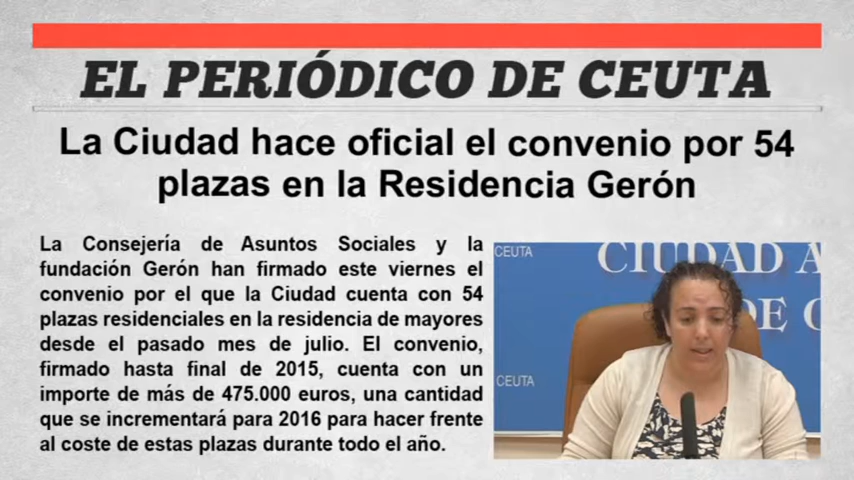 EL PERIÓDICO DE CEUTA
La Ciudad hace oficial el convenio por 54
plazas en la Residencia Gerón
La Consejería de Asuntos Sociales y la
fundación Gerón han firmado este viernes el
convenio por el que la Ciudad cuenta con 54
plazas residenciales en la residencia de mayores
desde el pasado mes de julio. El convenio,
firmado hasta final de 2015, cuenta con un
importe de más de 475.000 euros, una cantidad
que se incrementará para 2016 para hacer frente
al coste de estas plazas durante todo el año.
CEUTA
CIUDAD A
DE C
CEUTA